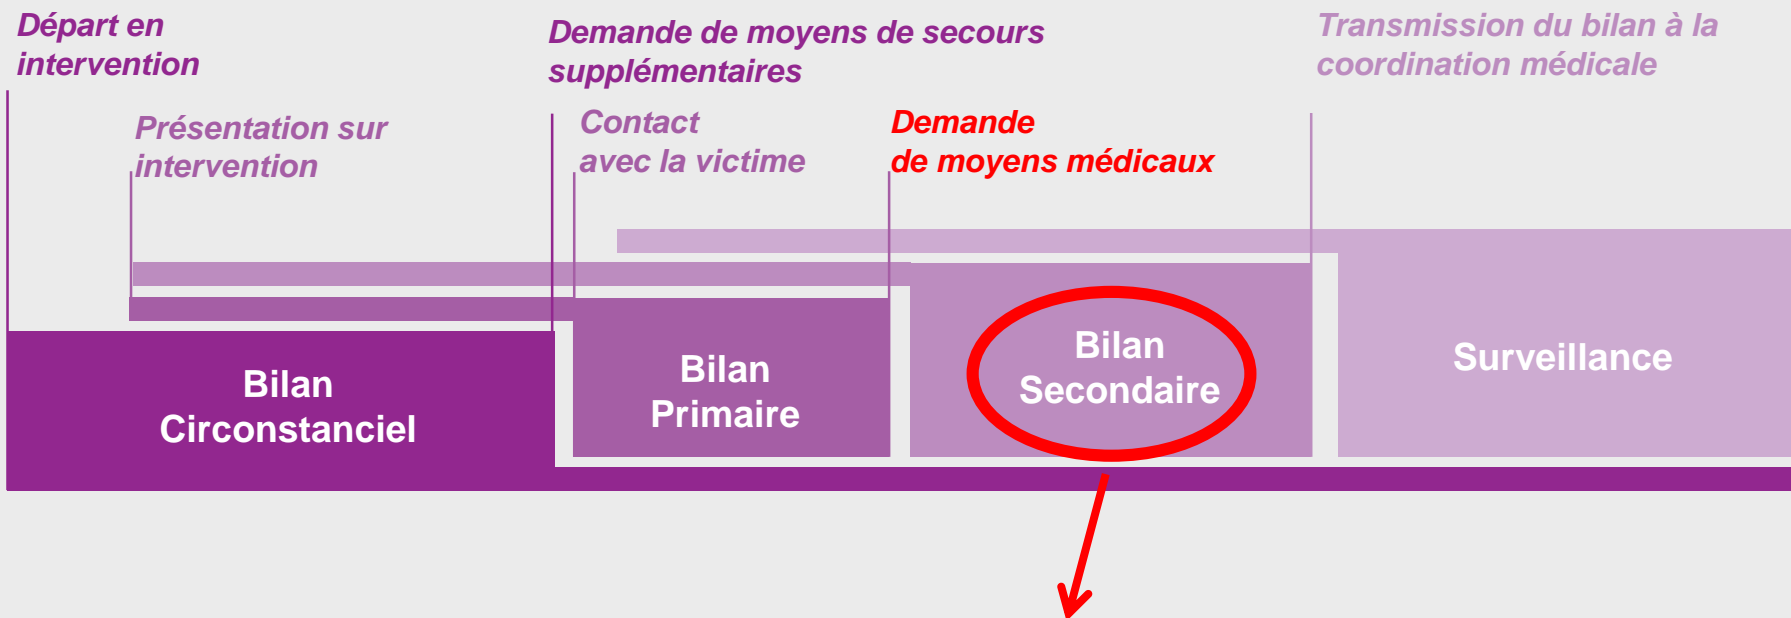 Départ en
intervention
Demande de moyens de secours
supplémentaires
Transmission du bilan à la
coordination médicale
Présentation sur
intervention
Contact
avec la victime
Demande
de moyens médicaux
Bilan
Circonstanciel
Bilan
Primaire
Bilan
Secondaire
Surveillance